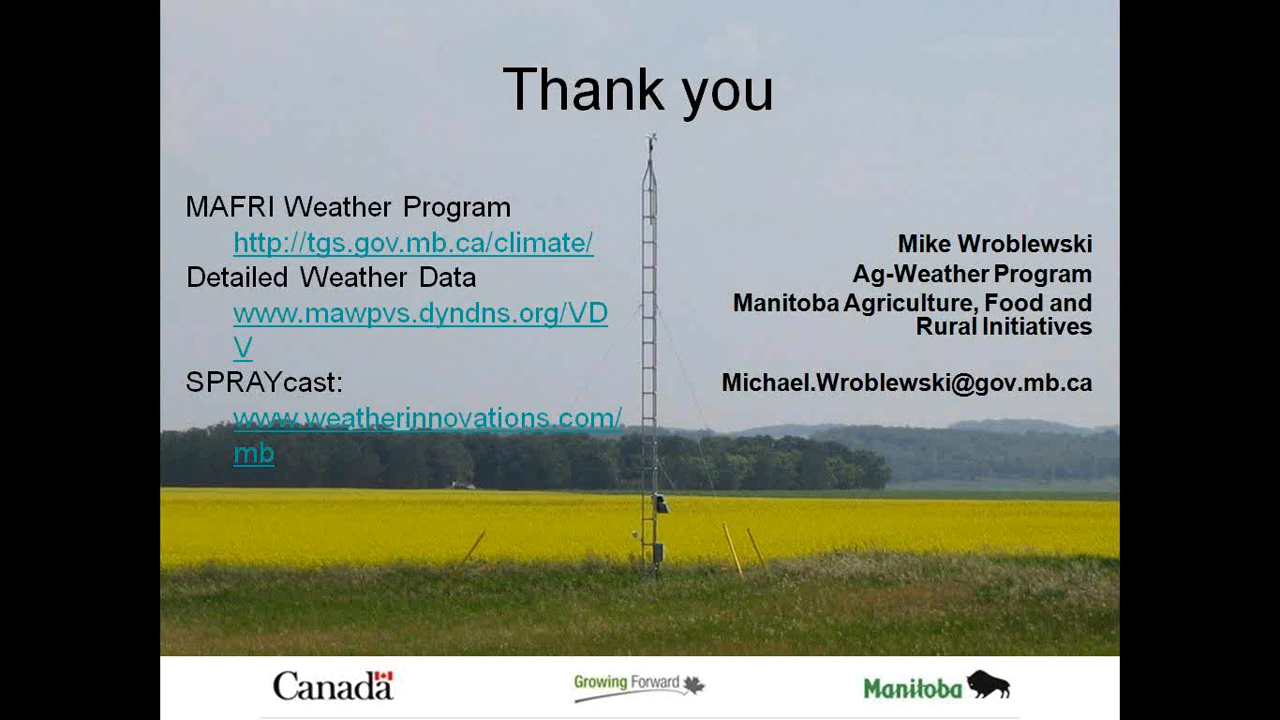 Thank you
MAFRI Weather Program
http://tgs.gov.mb.ca/climate/
Detailed Weather Data
www.mawpvs.dyndns.org/VD
V
SPRAYcast:
www.weatherinnovations.com/
mb
Mike Wroblewski
Ag-Weather Program
Manitoba Agriculture, Food and
Rural Initiatives
Michael.Wroblewski@gov.mb.ca
Canada
Growing Forward
Manitoba